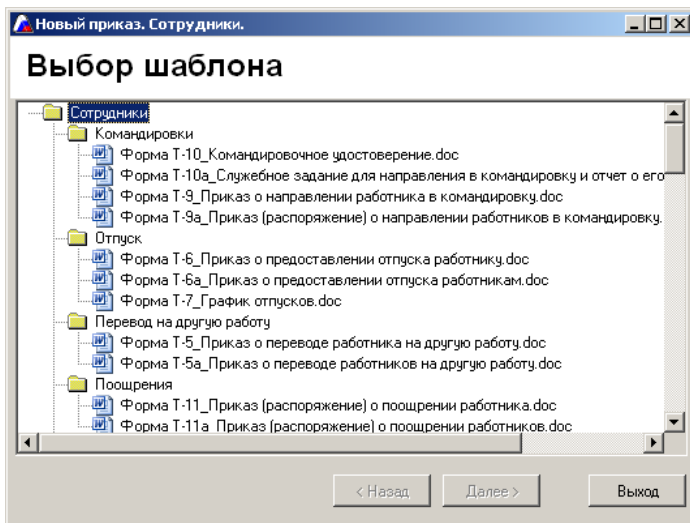 Новый приказ. Сотрудники.
Выбор шаблона
Сотрудники
Командировки
Форма Т-10_Командировочное удостоверение.doc
Форма Т-10а_Служебное задание для направления в командировку и отчет о его
Форма Т-9_Приказ о направлении работника в командировку.doc
Форма Т-9а_Приказ (распоряжение) о направлении работников в командировку.
Отпуск
Форма Т-6_Приказ о предоставлении отпуска работнику.doc
Форма Т-6а_Приказ о предоставлении отпуска работникам.doc
Форма Т-7_График отпусков.doc
Перевод на другую работу
Форма Т-5_Приказ о переводе работника на другую работу.doc
Форма Т-5а_Приказ о переводе работников на другую работу.doc
Поощрения
Форма Т-11_Приказ (распоряжение) о поощрении работника.doc
Форма Т-11а_Приказ (распоряжение) о поощрении работников.doc
< Назад Далее > Выход